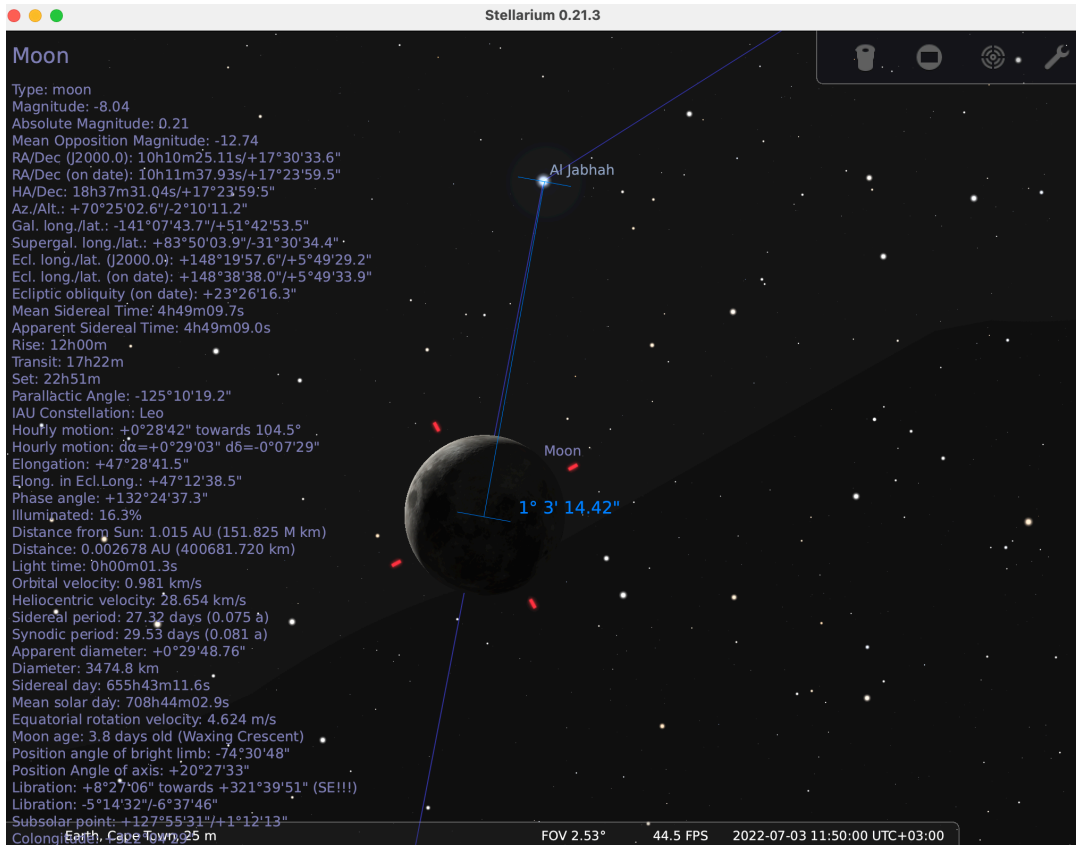 Stellarium 0.21.3
Moon
Type: moon
Magnitude: -8.04
Absolute Magnitude: 0.21
Mean Opposition Magnitude: -12.74
RA/Dec (J2000.0): 10h10m25.11s/+17°30'33.6"
RA/Dec (on date): 10h11m37.93s/+17°23'59.5"
HA/Dec: 18h37m31.04s/+17°23'59.5"
Az./Alt.: +70°25'02.6"/-2°10'11.2"
Gal. long./lat.: -141°07'43.7"/+51°42'53.5"
Supergal. long./lat.: +83°50'03.9"/-31°30'34.4"
Ecl. long./lat. (J2000.0): +148°19'57.6"/+5°49'29.2"
Ecl. long./lat. (on date): +148°38'38.0"/+5°49'33.9"
Ecliptic obliquity (on date): +23°26'16.3"
Mean Sidereal Time: 4h49m09.7s
Apparent Sidereal Time: 4h49m09.0s
Rise: 12h00m
Transit: 17h22m
Set: 22h51m
Parallactic Angle: -125°10'19.2"
IAU Constellation: Leo
Hourly motion: +0°28'42" towards 104.5°
Hourly motion: dα=+0°29'03" dδ=-0°07'29"
Elongation: +47°28'41.5"
Elong. in Ecl.Long.: +47°12'38.5"
Phase angle: +132°24'37.3"
Illuminated: 16.3%
Distance from Sun: 1.015 AU (151.825 M km)
Distance: 0.002678 AU (400681.720 km)
Light time: 0h00m01.3s
Orbital velocity: 0.981 km/s
Heliocentric velocity: 28.654 km/s
Sidereal period: 27.32 days (0.075 a)
Synodic period: 29.53 days (0.081 a)
Apparent diameter: +0°29'48.76"
Diameter: 3474.8 km
Sidereal day: 655h43m11.6s
Mean solar day: 708h44m02.9s
Equatorial rotation velocity: 4.624 m/s
Moon age: 3.8 days old (Waxing Crescent)
Position angle of bright limb: -74°30'48"
Position Angle of axis: +20°27'33"
Libration: +8°27'06" towards +321°39'51" (SE!!!)
Libration: -5°14'32"/-6°37'46"
Subsolar point: +127°55'31"/+1°12'13"
Colongitude:
Al Jabhah
Moon
1° 3' 14.42"
Earth, Cape Town, 25 m
FOV 2.53°
44.5 FPS
2022-07-03 11:50:00 UTC+03:00